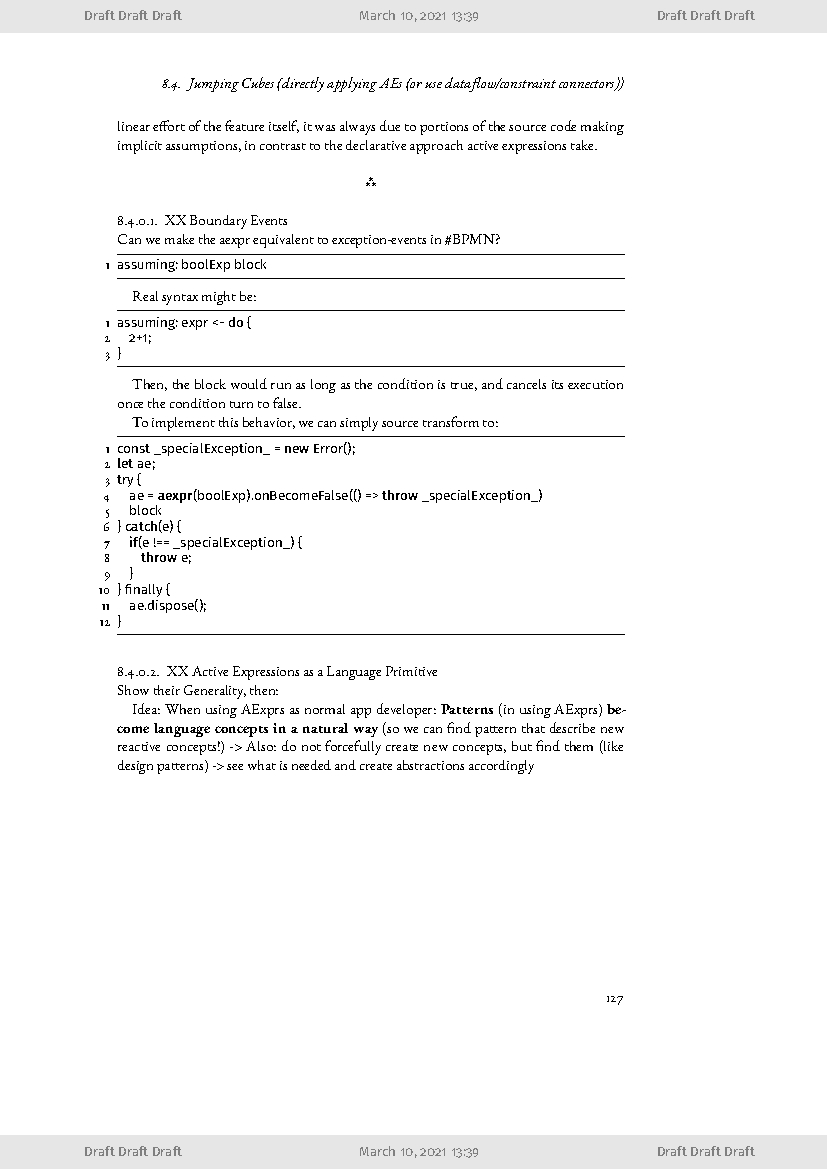 Draft Draft Draft March 10, 2021 13:39 Draft Draft Draft
8.4. Jumping Cubes (directly applying AEs (or use dataflow/constraint connectors))
linear effort of the feature itself, it was always due to portions of the source code making
implicit assumptions, in contrast to the declarative approach active expressions take.
⁂
8.4.0.1. XX Boundary Events
Can we make the aexpr equivalent to exception-events in #BPMN?
1 assuming: boolExp block
Real syntax might be:
1 assuming: expr <- do {
2 2+1;
3 }
Then, the block would run as long as the condition is true, and cancels its execution
once the condition turn to false.
To implement this behavior, we can simply source transform to:
1 const _specialException_ = new Error();
2 let ae;
3 try {
4 ae = aexpr(boolExp).onBecomeFalse(() => throw _specialException_)
5 block
6 } catch(e) {
7 if(e !== _specialException_) {
8 throw e;
9 }
10 } finally {
11 ae.dispose();
12 }
8.4.0.2. XX Active Expressions as a Language Primitive
Show their Generality, then:
Idea: When using AExprs as normal app developer: Patterns (in using AExprs) be-
come language concepts in a natural way (so we can find pattern that describe new
reactive concepts!) -> Also: do not forcefully create new concepts, but find them (like
design patterns) -> see what is needed and create abstractions accordingly
127
Draft Draft Draft March 10, 2021 13:39 Draft Draft Draft